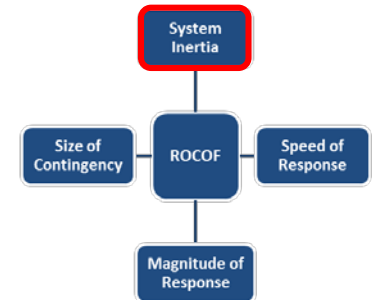 System
Inertia
Size of
Contingency
ROCOF
Speed of
Response
Magnitude of
Response